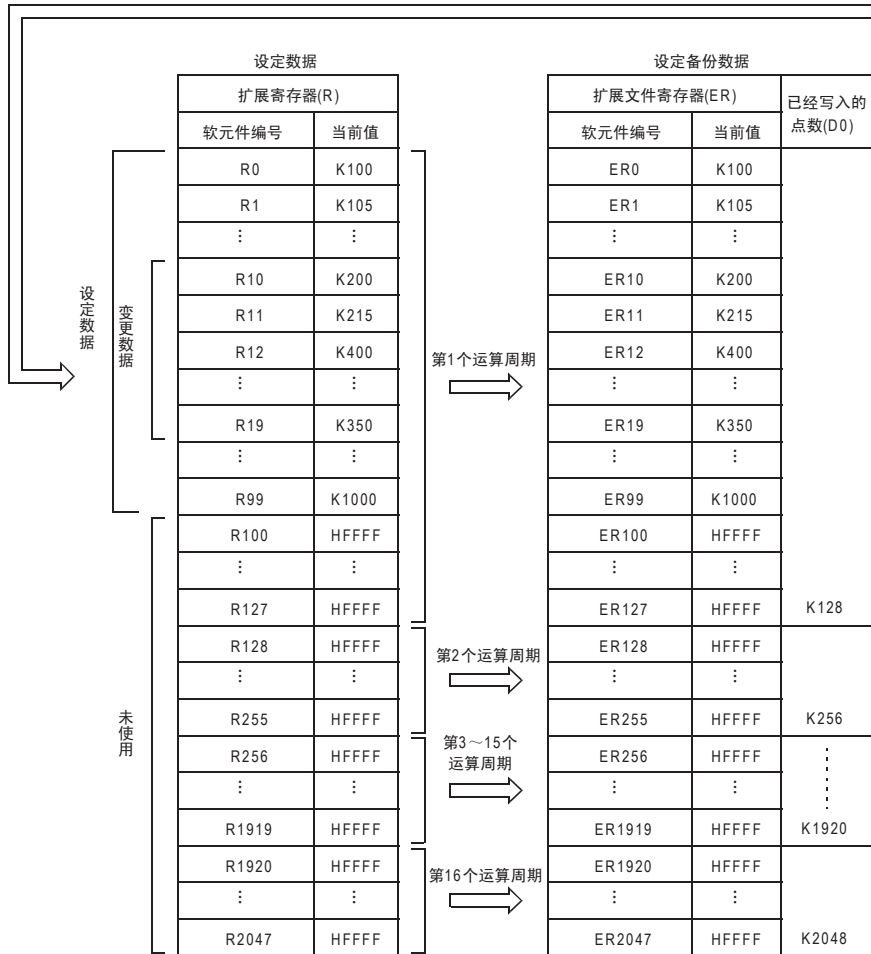 设定数据
设定备份数据
扩展寄存器(R)
扩展文件寄存器(ER)
已经写入的
点数(D0)
软元件编号 当前值
软元件编号 当前值
R0 K100
ER0 K100
R1 K105
ER1 K105
⋮ ⋮
⋮ ⋮
R10 K200
ER10 K200
R11 K215
ER11 K215
R12 K400
ER12 K400
⋮ ⋮
⋮ ⋮
R19 K350
ER19 K350
⋮ ⋮
⋮ ⋮
R99 K1000
ER99 K1000
R100 HFFFF
ER100 HFFFF
⋮ ⋮
⋮ ⋮
R127 HFFFF
ER127 HFFFF K128
R128 HFFFF
ER128 HFFFF
⋮ ⋮
⋮ ⋮
R255 HFFFF
ER255 HFFFF K256
R256 HFFFF
ER256 HFFFF
⋮ ⋮
⋮ ⋮
R1919 HFFFF
ER1919 HFFFF K1920
R1920 HFFFF
ER1920 HFFFF
⋮ ⋮
⋮ ⋮
R2047 HFFFF
ER2047 HFFFF K2048
设定数据
变更数据
未使用
第1个运算周期
第2个运算周期
第3~15个
运算周期
第16个运算周期